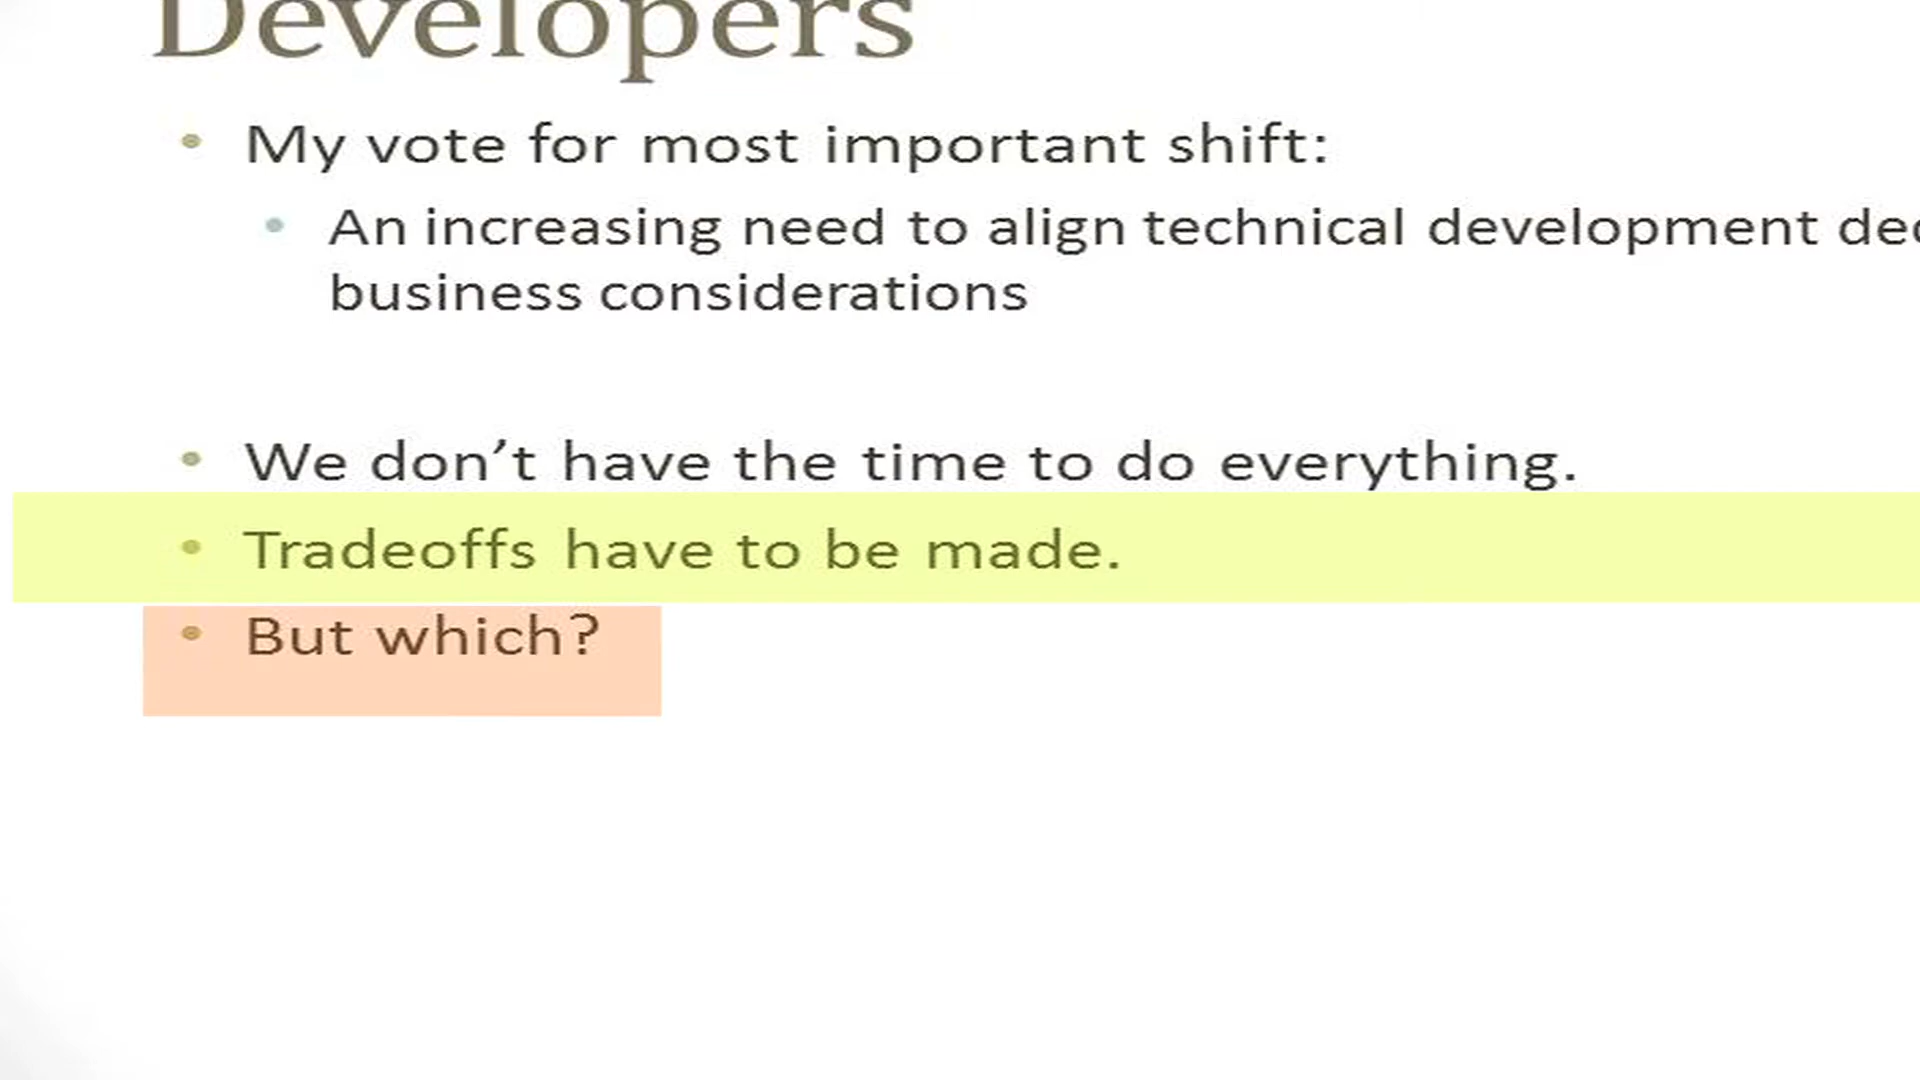 Developers
• My vote for most important shift:
• An increasing need to align technical development
business considerations
• We don’t have the time to do everything.
• Tradeoffs have to be made.
• But which?